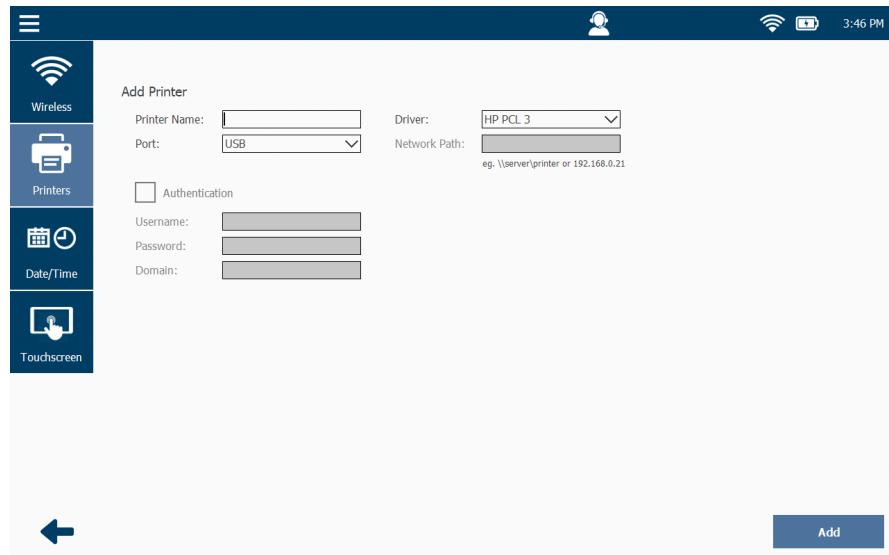 3:46 PM
Wireless
Printers
Date/Time
Touchscreen
Add Printer
Printer Name:
Driver:
HP PCL 3
Port:
USB
Network Path:
eg. \\server\printer or 192.168.0.21
Authentication
Username:
Password:
Domain:
Add